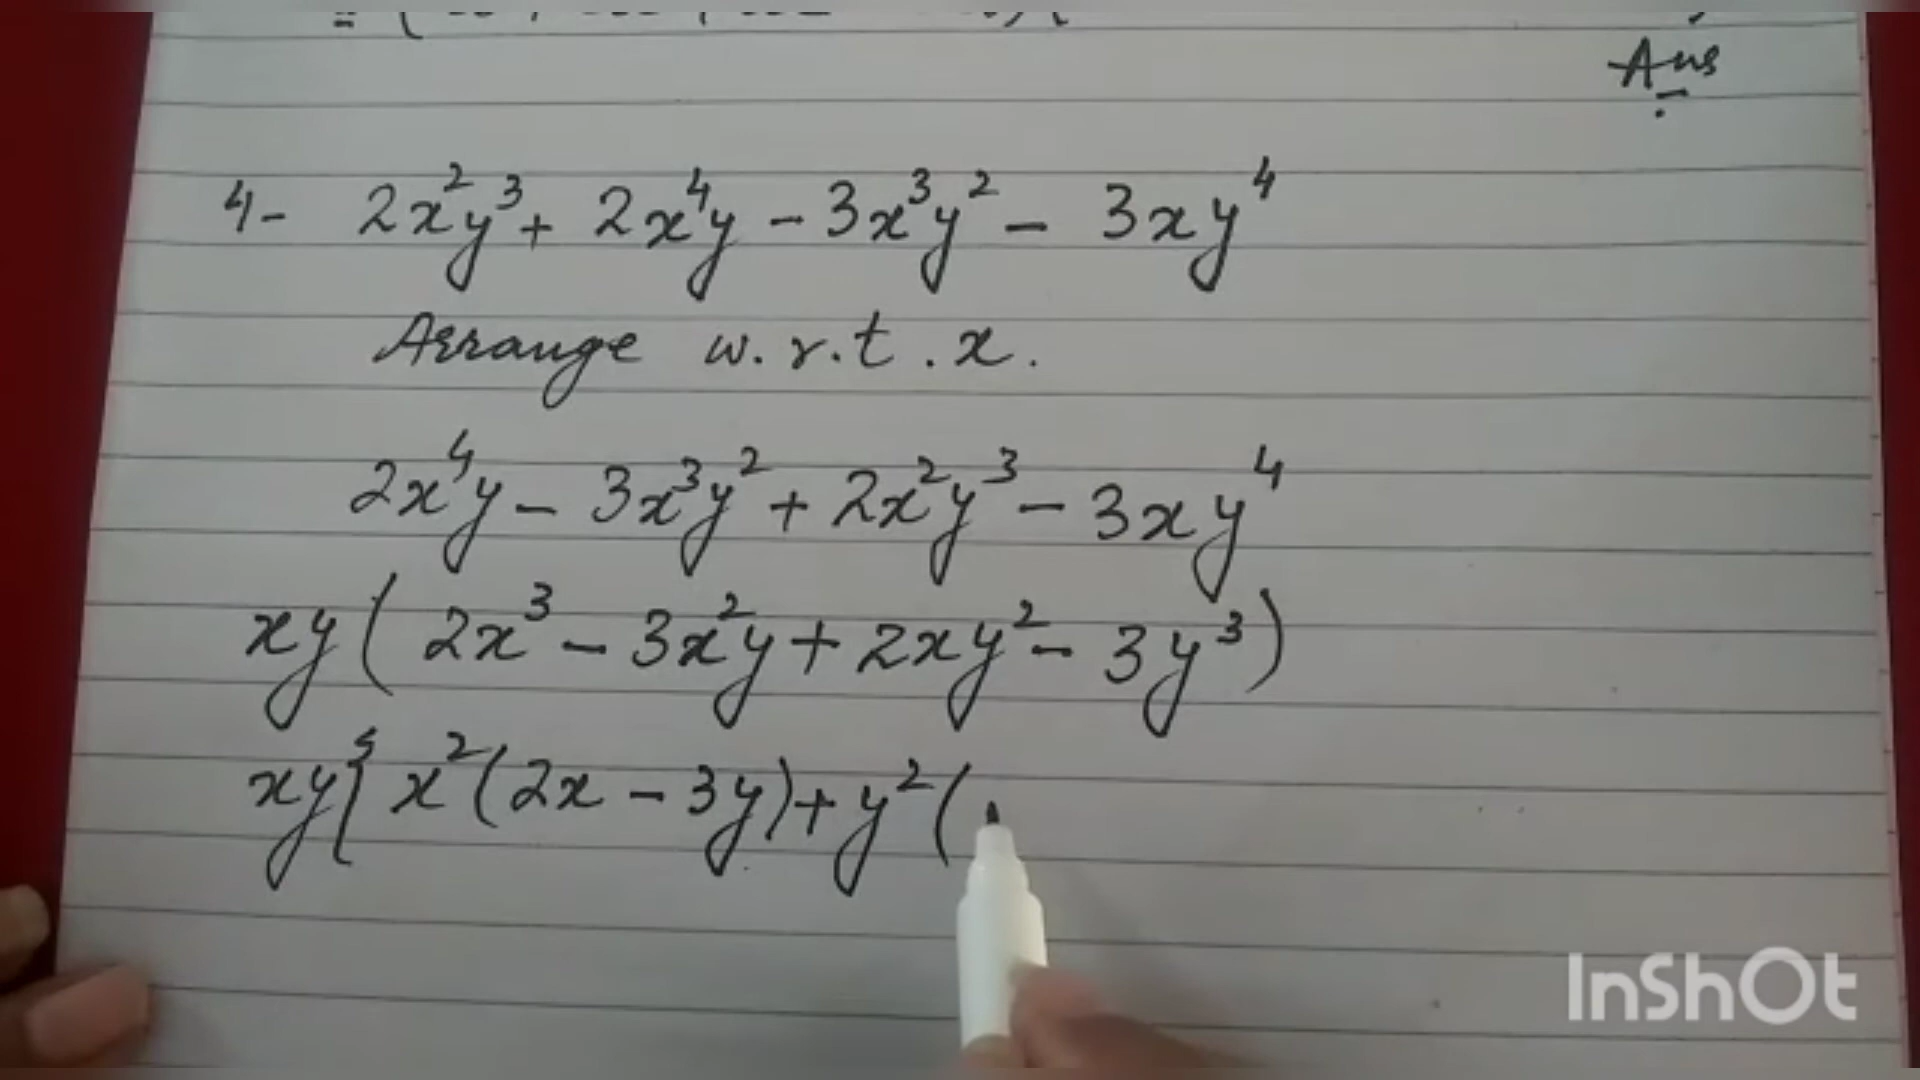 Ans
4- 2x²y³ + 2x⁴y - 3x³y² - 3xy⁴
Arrange w.r.t. x.
2x⁴y - 3x³y² + 2x²y³ - 3xy⁴
xy( 2x³ - 3x²y + 2xy² - 3y³)
xy{ x²(2x - 3y) + y²(
InShOt